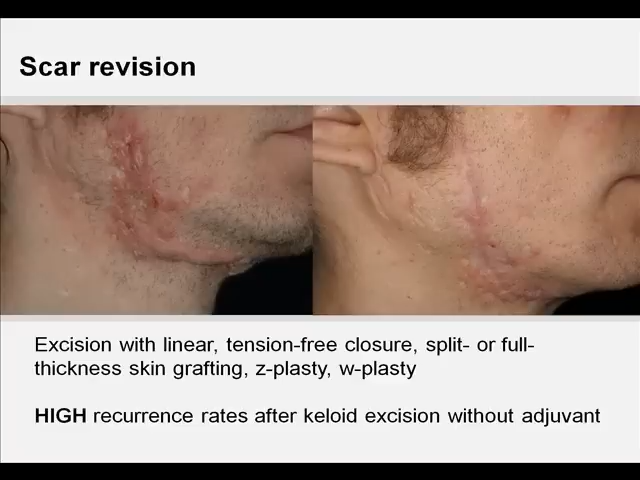 Scar revision
Excision with linear, tension-free closure, split- or full-
thickness skin grafting, z-plasty, w-plasty
HIGH recurrence rates after keloid excision without adjuvant